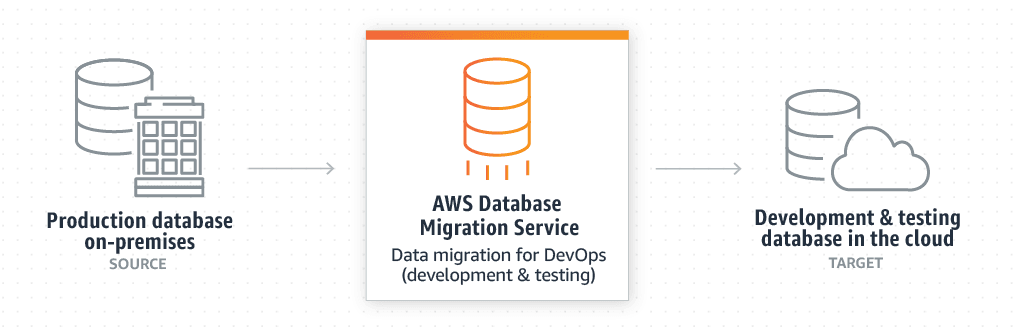 Production database
on-premises
SOURCE
AWS Database
Migration Service
Data migration for DevOps
(development & testing)
Development & testing
database in the cloud
TARGET